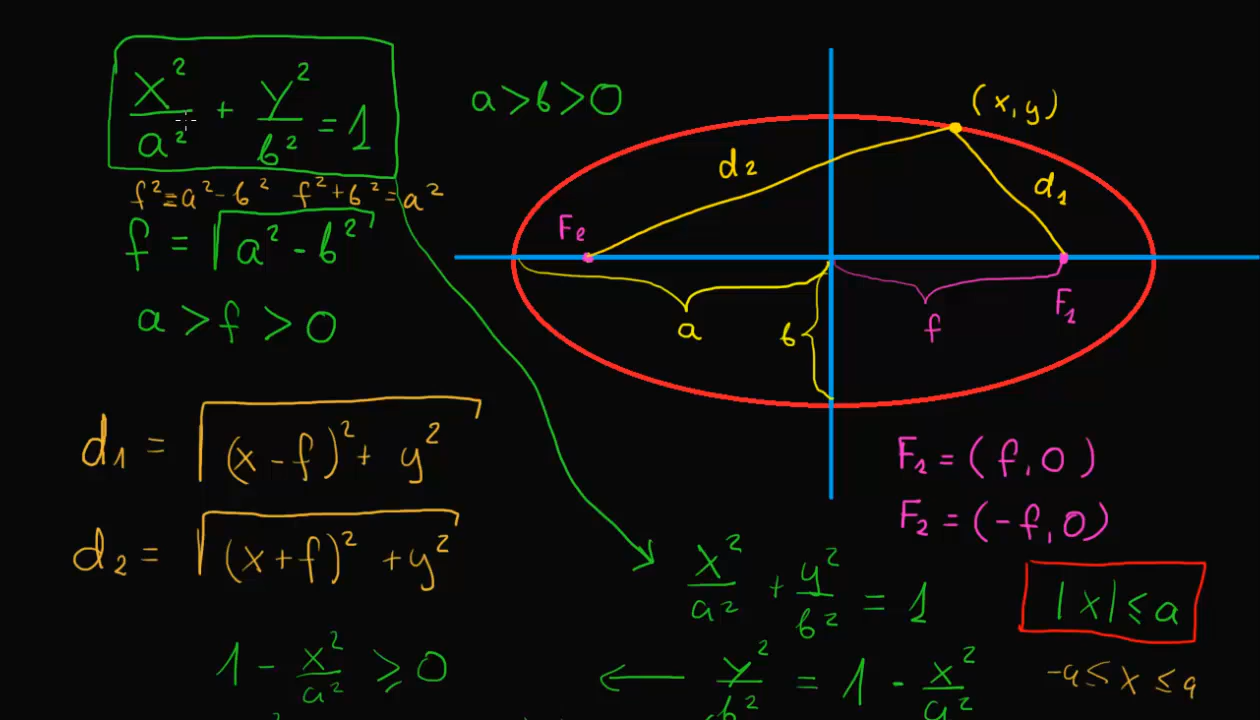 x²/a² + y²/b² = 1
a > b > 0
(x,y)
f² = a² - b²   f² + b² = a²
f = √(a² - b²)
a > f > 0
d₂
d₁
F₂
F₁
a
b
f
d₁ = √((x - f)² + y²)
d₂ = √((x + f)² + y²)
F₁ = (f, 0)
F₂ = (-f, 0)
x²/a² + y²/b² = 1
|x| ≤ a
1 - x²/a² ≥ 0
← y²/b² = 1 - x²/a²
-a ≤ x ≤ a